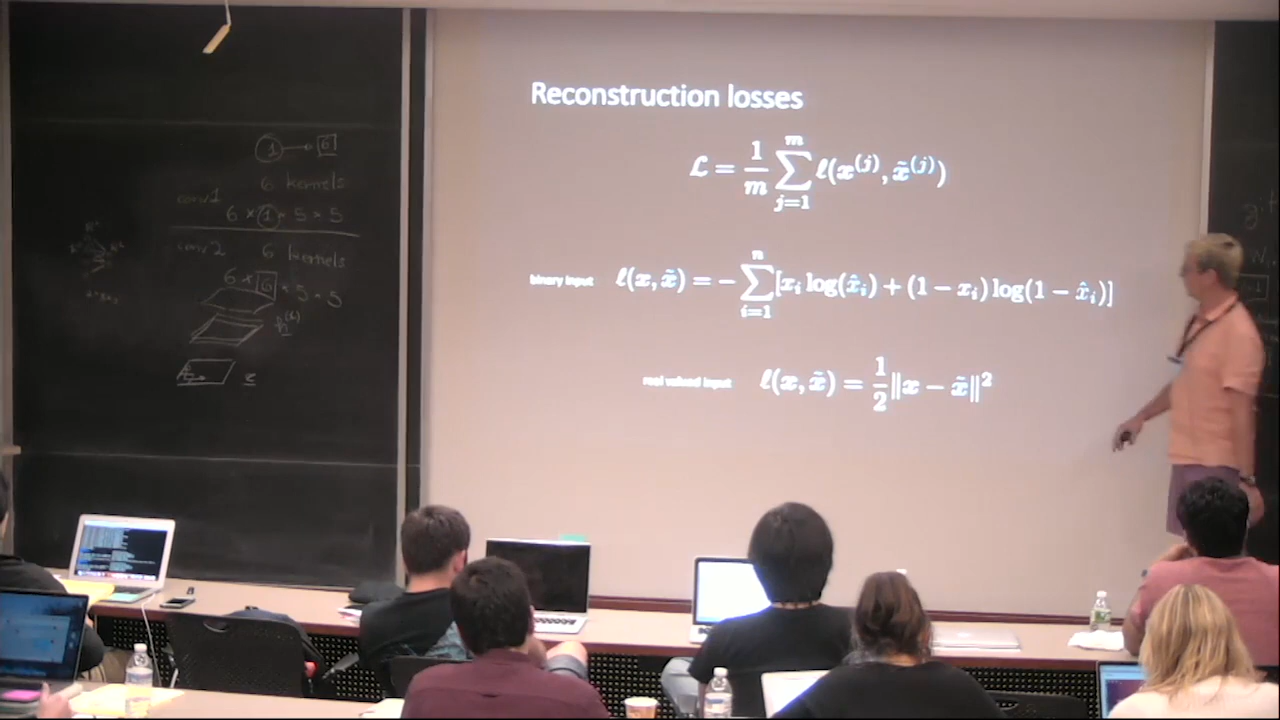 Reconstruction losses
ℒ = 1/m ∑_{j=1}^{m} ℓ(x^{(j)}, x̃^{(j)})
binary input ℓ(x, x̃) = − ∑_{i=1}^{n} [x_i log(x̂_i) + (1 − x_i) log(1 − x̂_i)]
real valued input ℓ(x, x̃) = 1/2 ‖x − x̃‖²
1 → 6
6 kernels
conv1
6 × 1 × 5 × 5
conv2 6 kernels
6 × 6 × 5 × 5
h^{(1)}
x